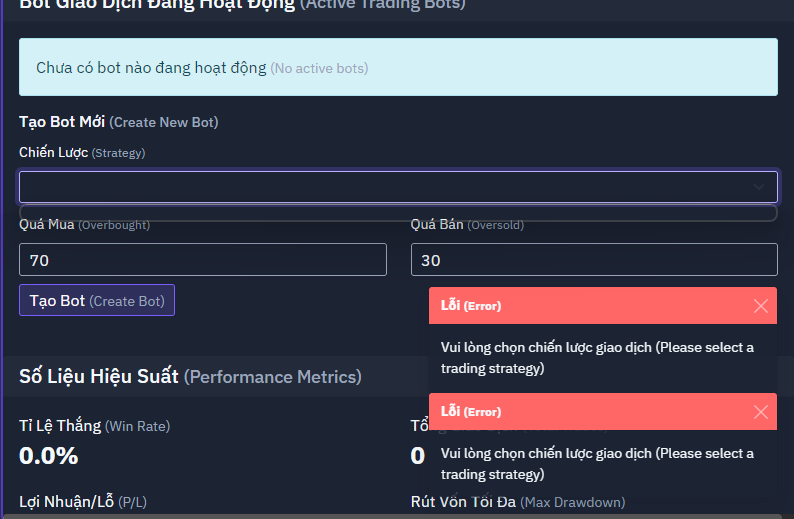 Bot Giao Dịch Đang Hoạt Động (Active Trading Bots)
Chưa có bot nào đang hoạt động (No active bots)
Tạo Bot Mới (Create New Bot)
Chiến Lược (Strategy)
Quá Mua (Overbought) Quá Bán (Oversold)
70 30
Tạo Bot (Create Bot)
Lỗi (Error)
Vui lòng chọn chiến lược giao dịch (Please select a
trading strategy)
Số Liệu Hiệu Suất (Performance Metrics)
Lỗi (Error)
Vui lòng chọn chiến lược giao dịch (Please select a
trading strategy)
Tỉ Lệ Thắng (Win Rate)
0.0% 0
Lợi Nhuận/Lỗ (P/L) Rút Vốn Tối Đa (Max Drawdown)